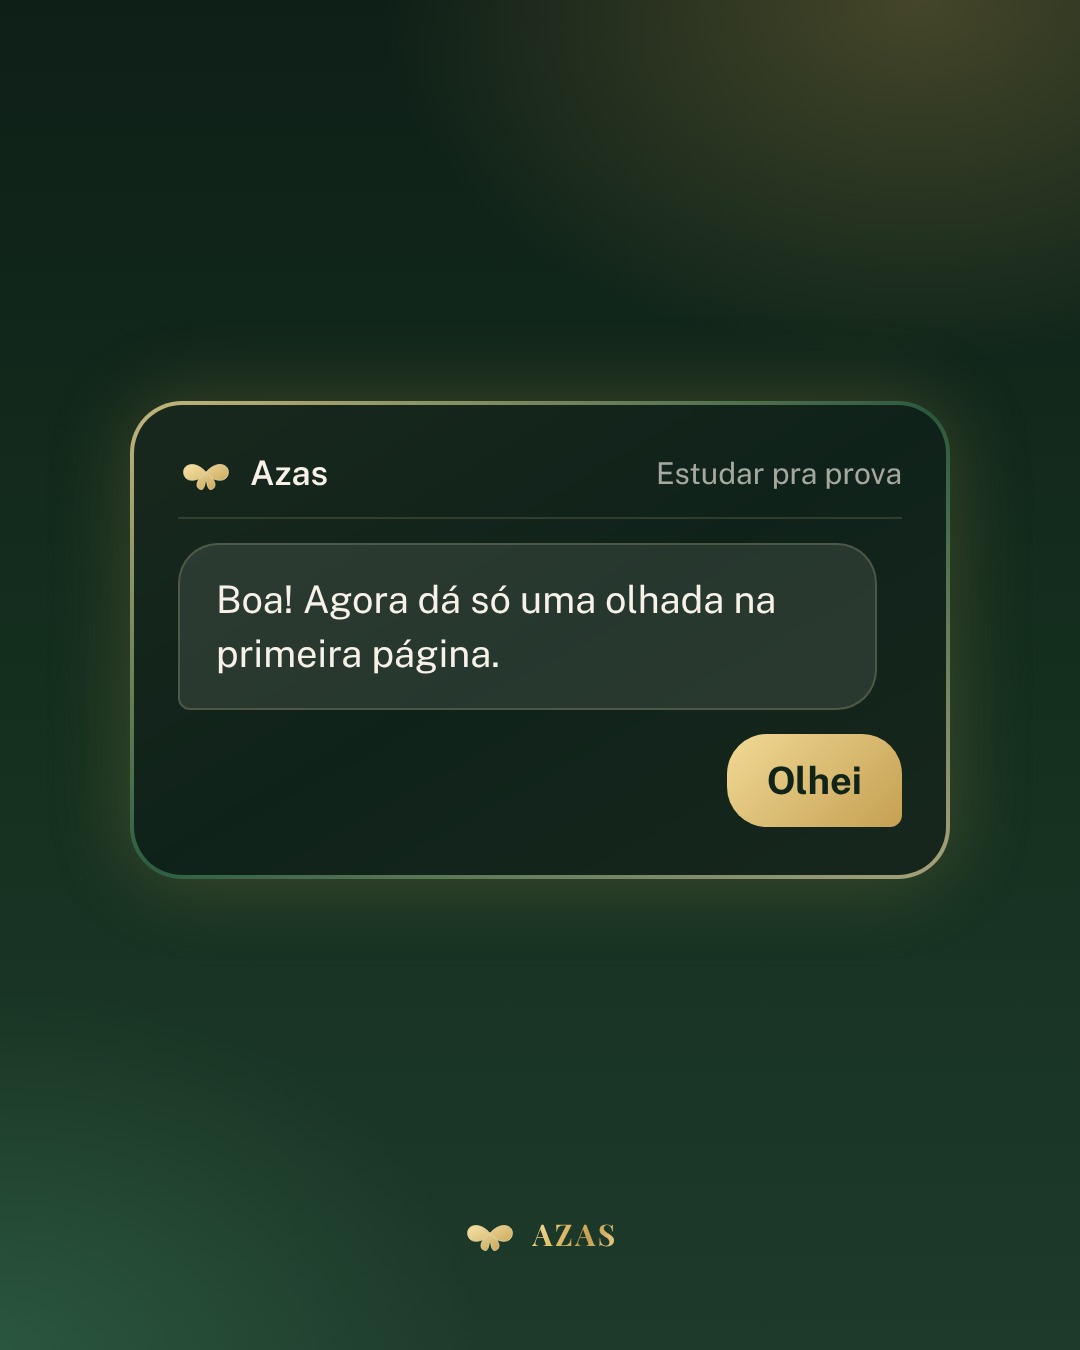 Azas
Estudar pra prova
Boa! Agora dá só uma olhada na
primeira página.
Olhei
AZAS